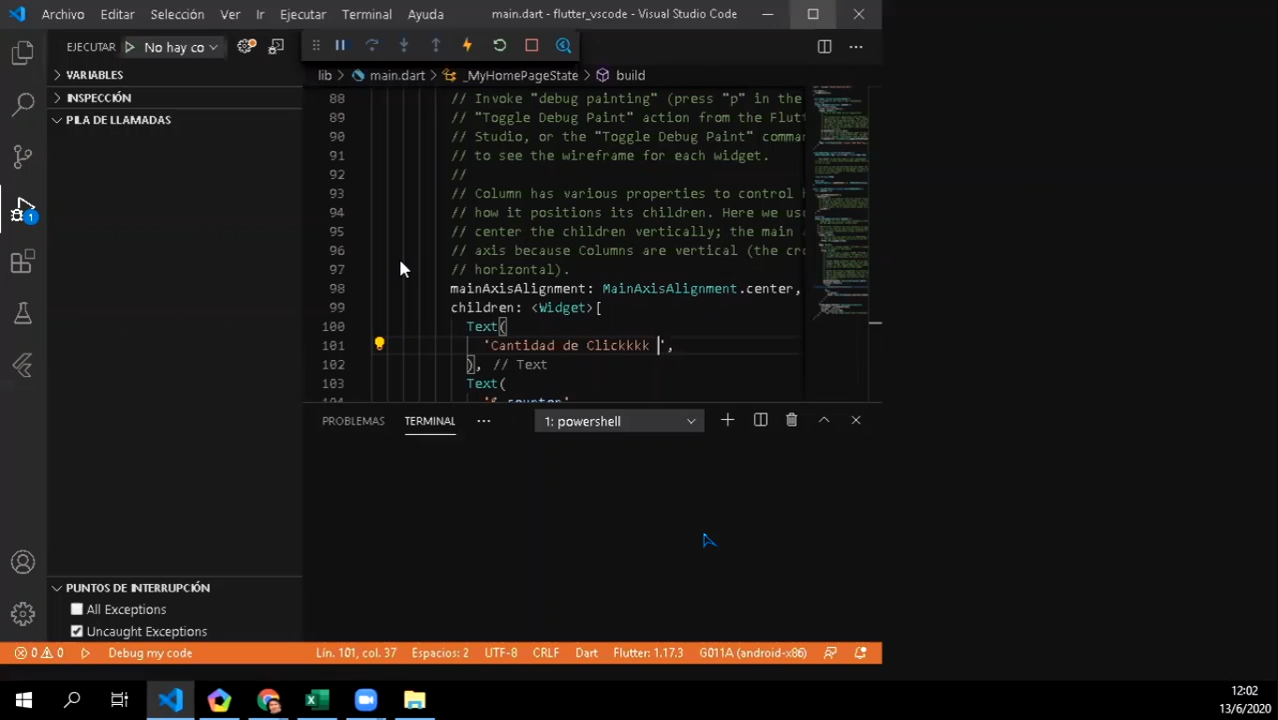 Archivo Editar Selección Ver Ir Ejecutar Terminal Ayuda main.dart - flutter_vscode - Visual Studio Code
EJECUTAR No hay co
lib > main.dart > _MyHomePageState > build
VARIABLES
INSPECCIÓN
PILA DE LLAMADAS
88 // Invoke "debug painting" (press "p" in the
89 // "Toggle Debug Paint" action from the Flut
90 // Studio, or the "Toggle Debug Paint" comma
91 // to see the wireframe for each widget.
92 //
93 // Column has various properties to control
94 // how it positions its children. Here we us
95 // center the children vertically; the main
96 // axis because Columns are vertical (the cr
97 // horizontal).
98 mainAxisAlignment: MainAxisAlignment.center,
99 children: <Widget>[
100 Text(
101 'Cantidad de Clickkkk ',
102 ), // Text
103 Text(
PROBLEMAS TERMINAL ··· 1: powershell
PUNTOS DE INTERRUPCIÓN
All Exceptions
Uncaught Exceptions
0 0 Debug my code Lín. 101, col. 37 Espacios: 2 UTF-8 CRLF Dart Flutter: 1.17.3 G011A (android-x86)
1
12:02
13/6/2020